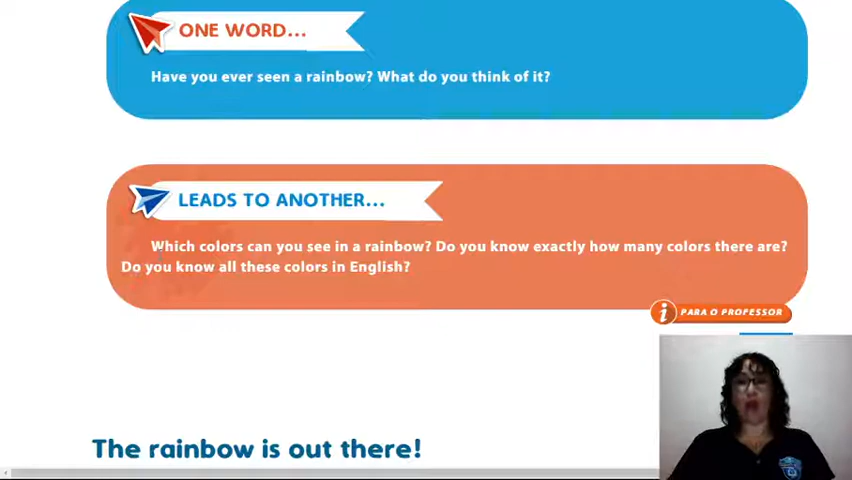 ONE WORD...
Have you ever seen a rainbow? What do you think of it?
LEADS TO ANOTHER...
Which colors can you see in a rainbow? Do you know exactly how many colors there are?
Do you know all these colors in English?
i PARA O PROFESSOR
The rainbow is out there!